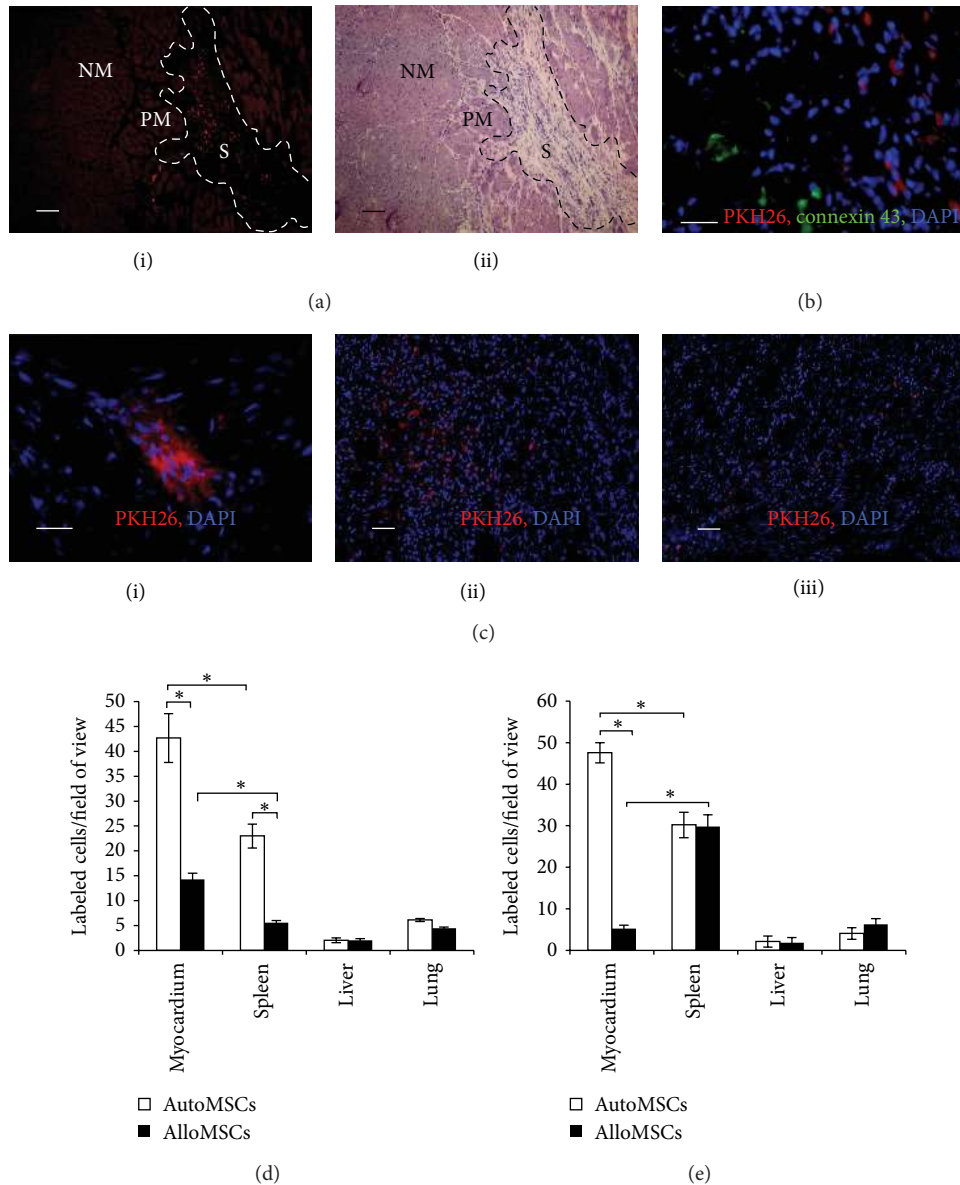 NM
PM
S
NM
PM
S
PKH26, connexin 43, DAPI
(i)
(ii)
(a)
(b)
PKH26, DAPI
PKH26, DAPI
PKH26, DAPI
(i)
(ii)
(iii)
(c)
Labeled cells/field of view
50
45
40
35
30
25
20
15
10
5
0
*
*
*
*
Myocardium
Spleen
Liver
Lung
AutoMSCs
AlloMSCs
(d)
Labeled cells/field of view
60
50
40
30
20
10
0
*
*
*
Myocardium
Spleen
Liver
Lung
AutoMSCs
AlloMSCs
(e)